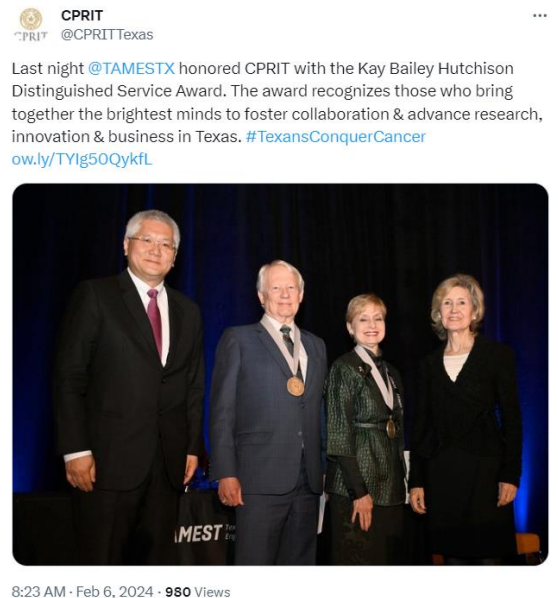 CPRIT
CPRIT
@CPRITTexas
Last night @TAMESTX honored CPRIT with the Kay Bailey Hutchison
Distinguished Service Award. The award recognizes those who bring
together the brightest minds to foster collaboration & advance research,
innovation & business in Texas. #TexansConquerCancer
ow.ly/TYIg50QykfL
TAMEST
8:23 AM · Feb 6, 2024 · 980 Views